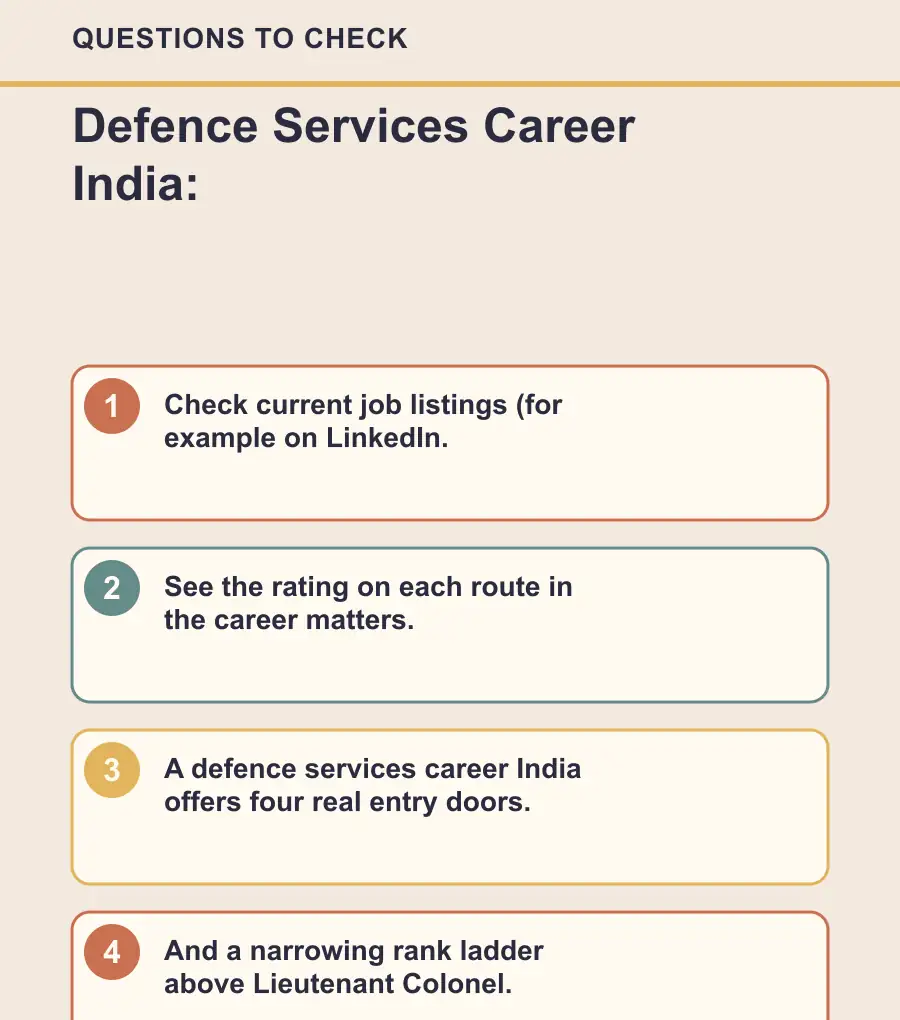 QUESTIONS TO CHECK
Defence Services Career
India:
1
Check current job listings (for
example on LinkedIn.
2
See the rating on each route in
the career matters.
3
A defence services career India
offers four real entry doors.
4
And a narrowing rank ladder
above Lieutenant Colonel.